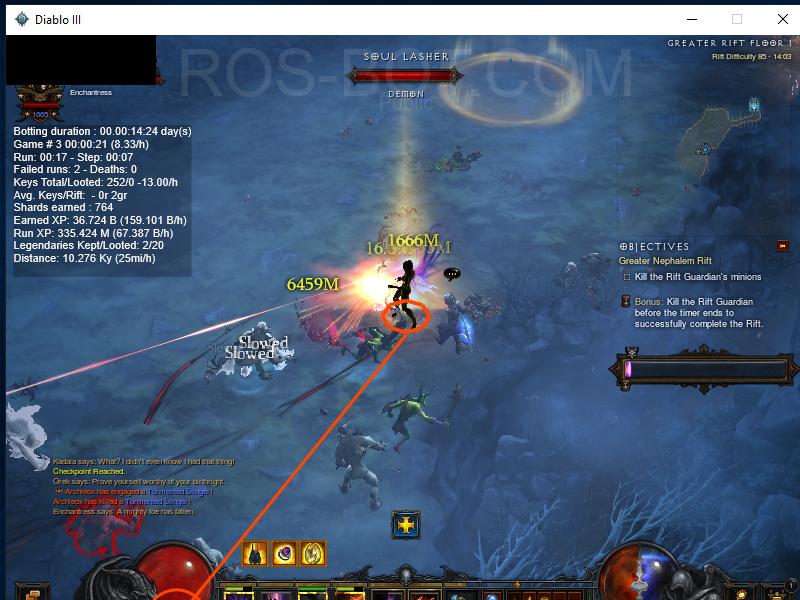 Diablo III
ROS-BOT.COM
Public
SOUL LASHER
DEMON
GREATER RIFT FLOOR 1
Rift Difficulty 85 - 14:03
Enchantress
1665
Botting duration : 00.00:14:24 day(s)
Game # 3 00:00:21 (8.33/h)
Run: 00:17 - Step: 00:07
Failed runs: 2 - Deaths: 0
Keys Total/Looted: 252/0 -13.00/h
Avg. Keys/Rift: - 0r 2gr
Shards earned : 764
Earned XP: 36.724 B (159.101 B/h)
Run XP: 335.424 M (67.387 B/h)
Legendaries Kept/Looted: 2/20
Distance: 10.276 Ky (25mi/h)
1666M
6459M
OBJECTIVES
Greater Nephalem Rift
Kill the Rift Guardian's minions
Bonus: Kill the Rift Guardian
before the timer ends to
successfully complete the Rift.
Slowed
Slowed
Kadala says: What? I didn't even know I had that thing!
Checkpoint Reached.
Orek says: Prove yourself worthy of your birthright.
Archleox has engaged a Tormented Stinger!
Archleox has killed a Tormented Stinger!
Enchantress says: A mighty foe has fallen.
1